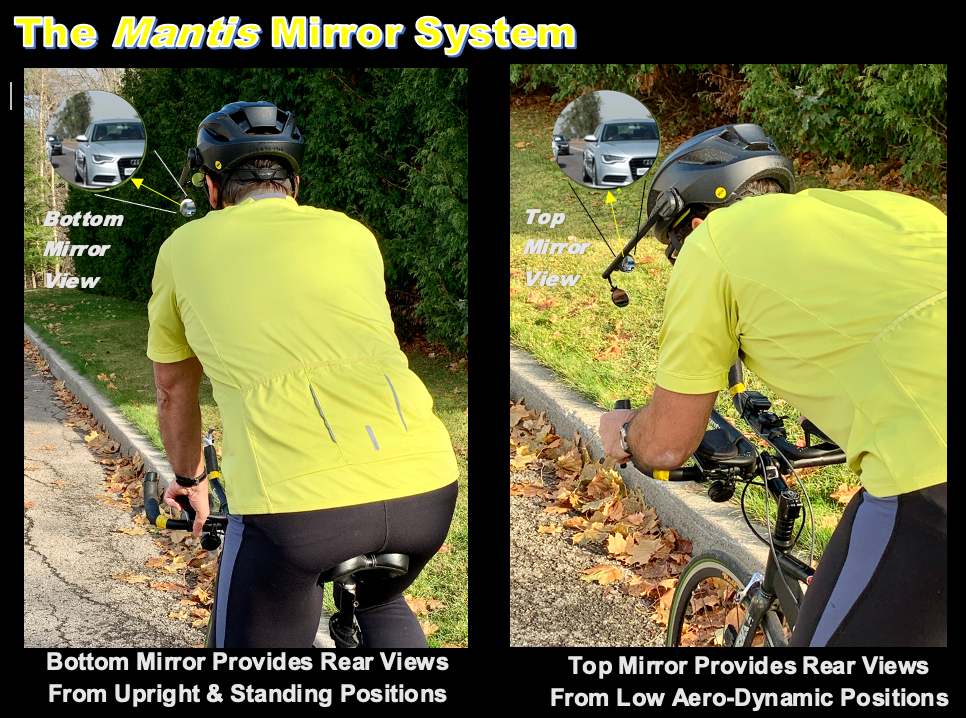 The Mantis Mirror System
Bottom
Mirror
View
Top
Mirror
View
Bottom Mirror Provides Rear Views
From Upright & Standing Positions
Top Mirror Provides Rear Views
From Low Aero-Dynamic Positions